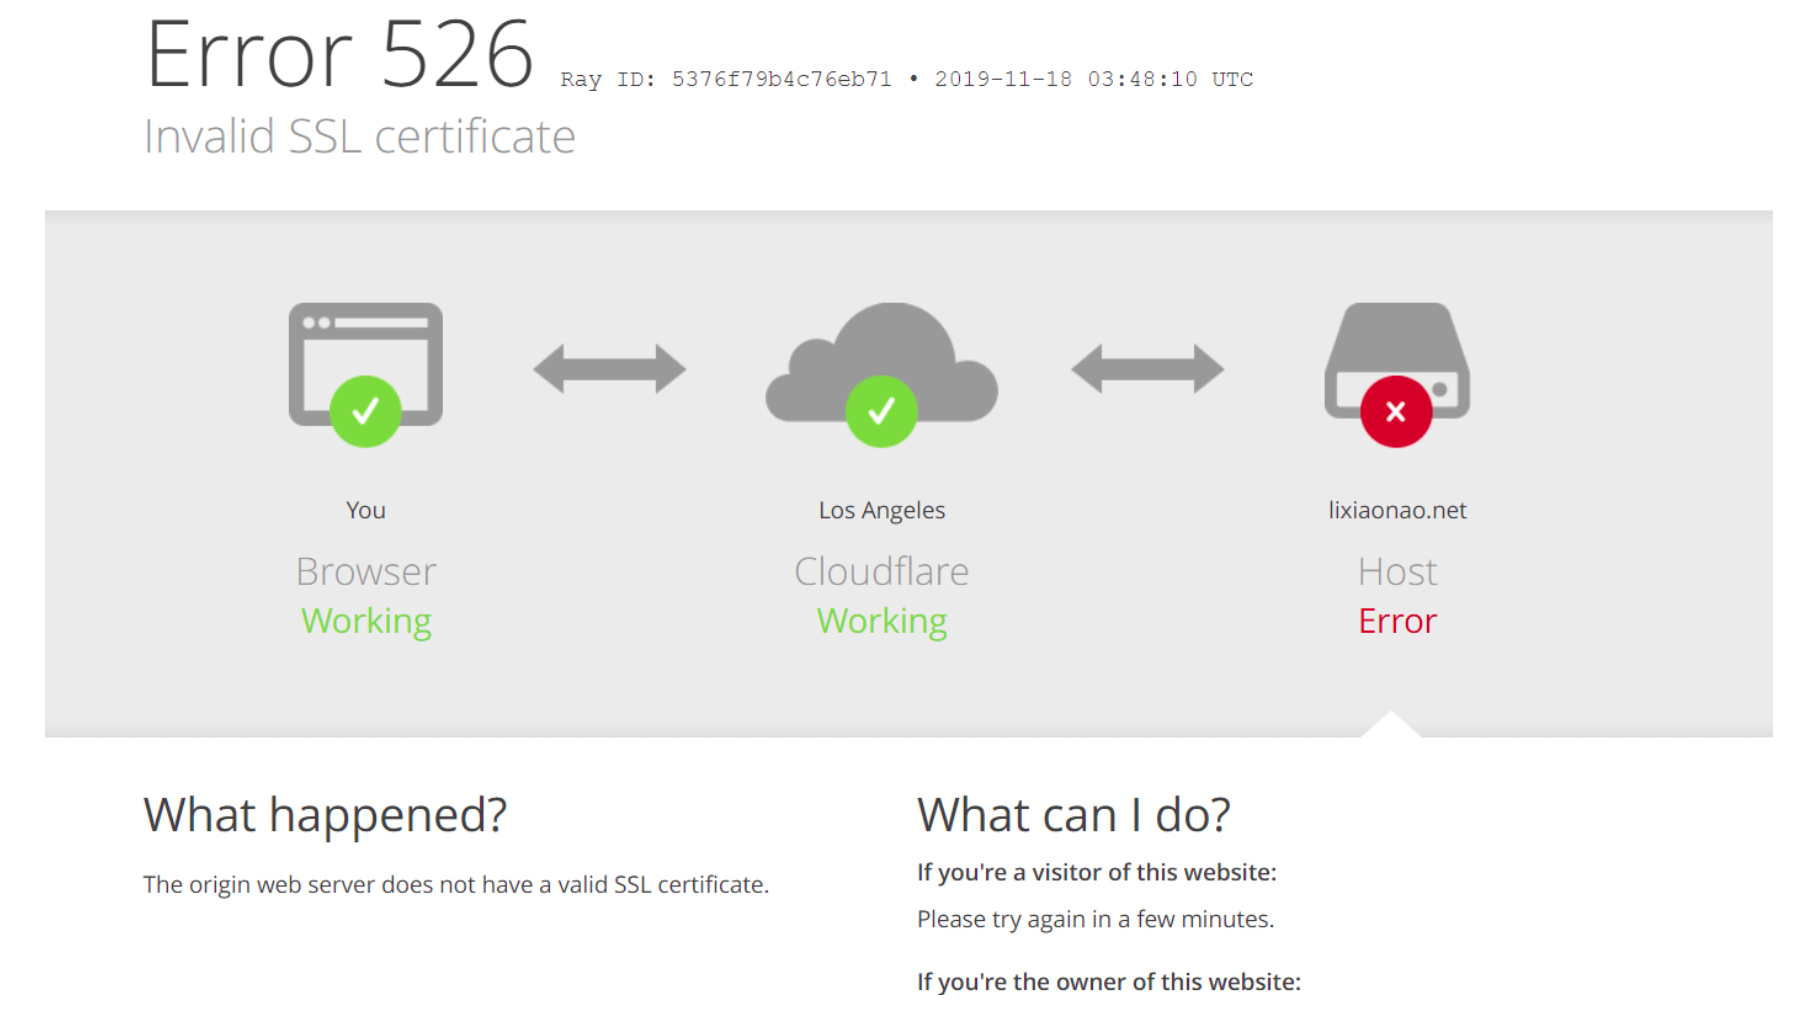 Error 526 Ray ID: 5376f79b4c76eb71 • 2019-11-18 03:48:10 UTC
Invalid SSL certificate
You
Browser
Working
Los Angeles
Cloudflare
Working
lixiaonao.net
Host
Error
What happened?
The origin web server does not have a valid SSL certificate.
What can I do?
If you're a visitor of this website:
Please try again in a few minutes.
If you're the owner of this website: